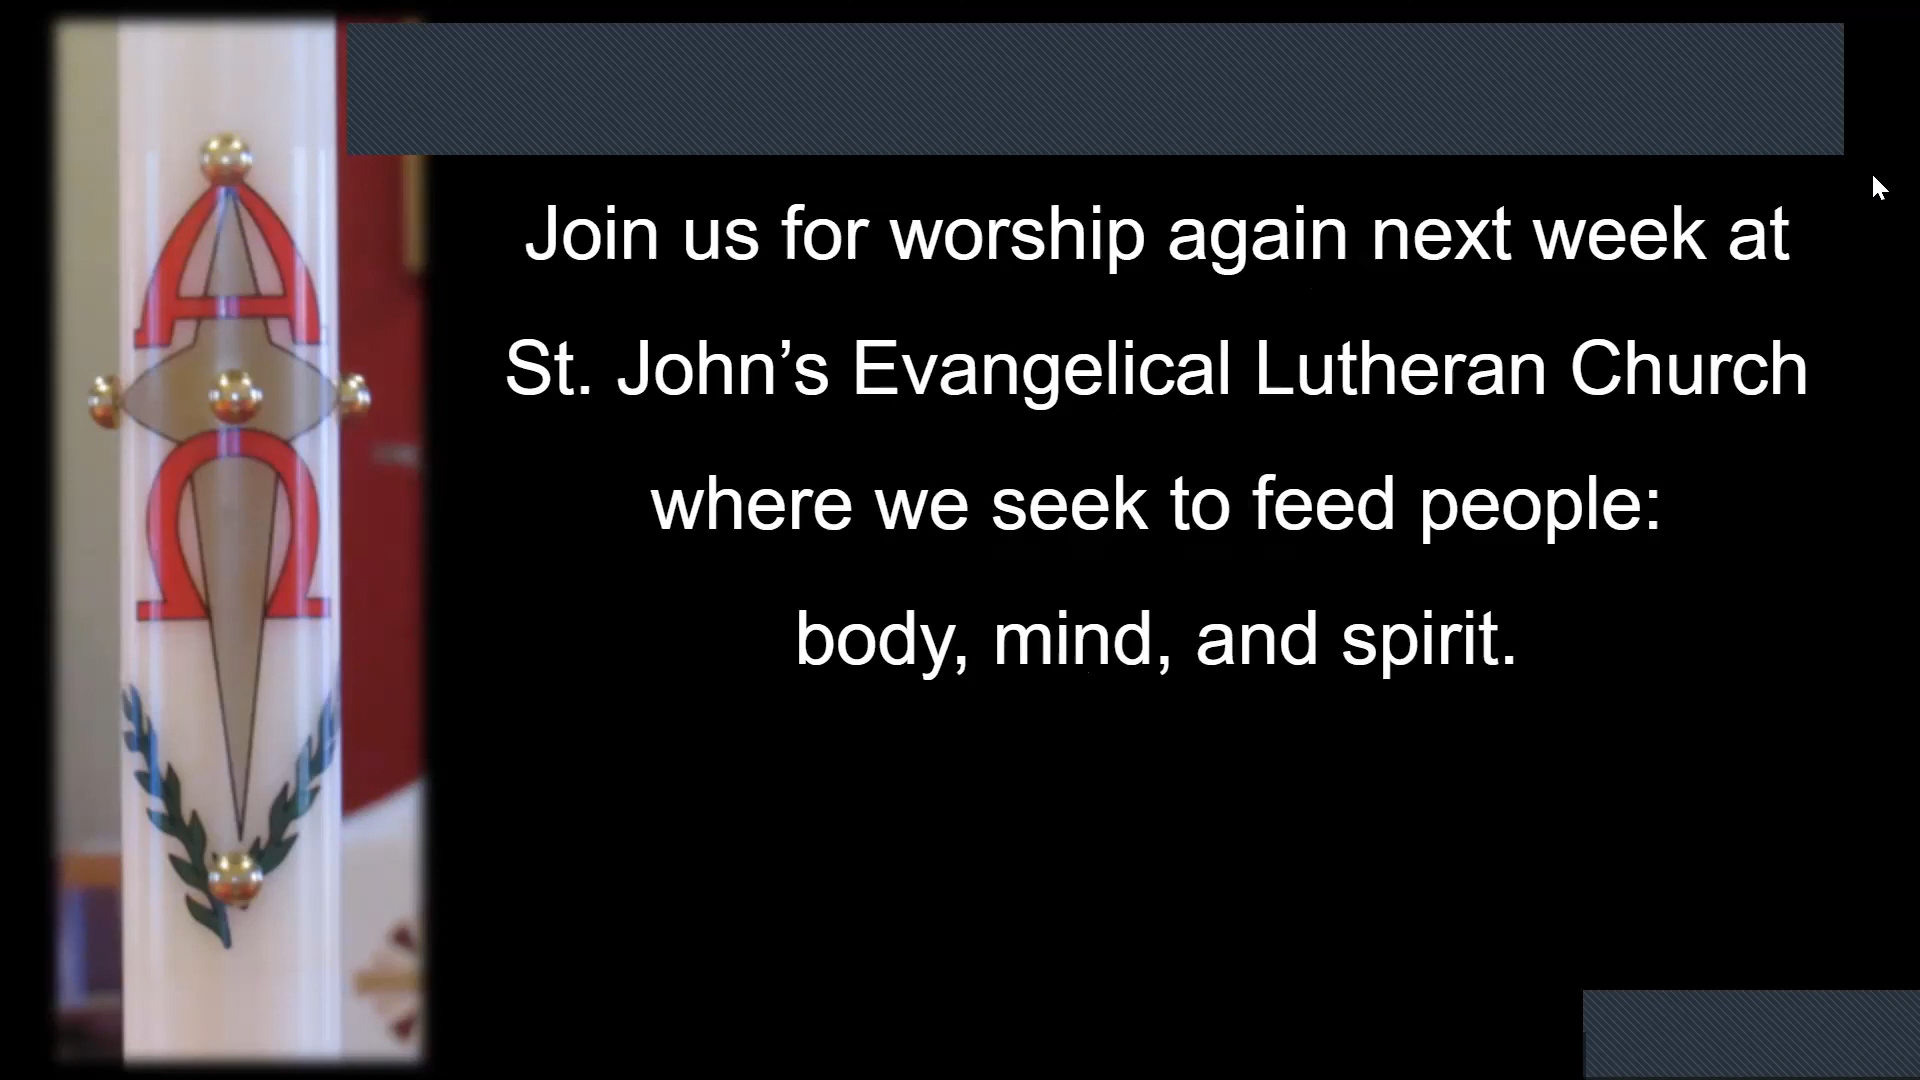 Α
Ω
Join us for worship again next week at
St. John’s Evangelical Lutheran Church
where we seek to feed people:
body, mind, and spirit.